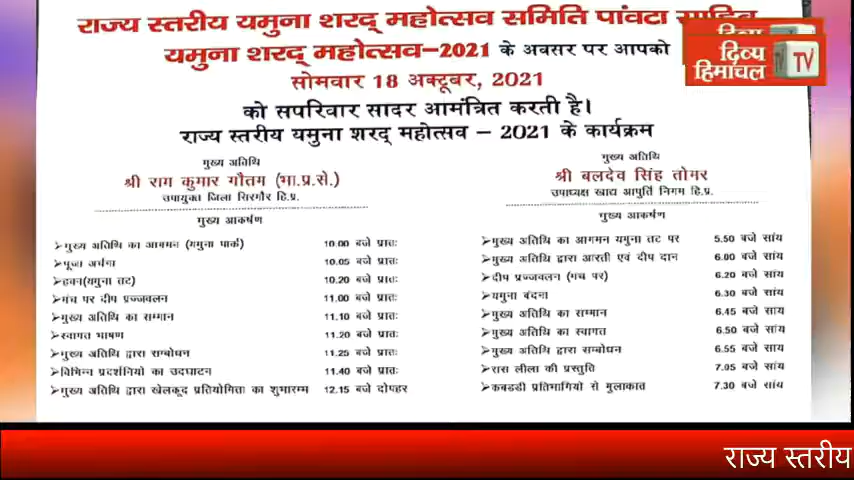 राज्य स्तरीय यमुना शरद् महोत्सव समिति पांवटा साहिब
यमुना शरद् महोत्सव–2021 के अवसर पर आपको
सोमवार 18 अक्टूबर, 2021
को सपरिवार सादर आमंत्रित करती है।
राज्य स्तरीय यमुना शरद् महोत्सव – 2021 के कार्यक्रम
दिव्य
दिव्य
हिमाचल TV
मुख्य अतिथि
श्री राम कुमार गौतम (भा.प्र.से.)
उपायुक्त जिला सिरमौर हि.प्र.
मुख्य आकर्षण
➢मुख्य अतिथि का आगमन (यमुना पार्क) 10.00 बजे प्रातः
➢पूजा अर्चना 10.05 बजे प्रातः
➢हवन(यमुना तट) 10.20 बजे प्रातः
➢मंच पर दीप प्रज्जवलन 11.00 बजे प्रातः
➢मुख्य अतिथि का सम्मान 11.10 बजे प्रातः
➢स्वागत भाषण 11.20 बजे प्रातः
➢मुख्य अतिथि द्वारा सम्बोधन 11.25 बजे प्रातः
➢विभिन्न प्रदर्शनियों का उदघाटन 11.40 बजे प्रातः
➢मुख्य अतिथि द्वारा खेलकूद प्रतियोगिता का शुभारम्भ 12.15 बजे दोपहर
मुख्य अतिथि
श्री बलदेव सिंह तोमर
उपाध्यक्ष खाद्य आपुर्ति निगम हि.प्र.
मुख्य आकर्षण
➢मुख्य अतिथि का आगमन यमुना तट पर 5.50 बजे सांय
➢मुख्य अतिथि द्वारा आरती एवं दीप दान 6.00 बजे सांय
➢दीप प्रज्जवलन (मंच पर) 6.20 बजे सांय
➢यमुना वंदना 6.30 बजे सांय
➢मुख्य अतिथि का सम्मान 6.45 बजे सांय
➢मुख्य अतिथि का स्वागत 6.50 बजे सांय
➢मुख्य अतिथि द्वारा सम्बोधन 6.55 बजे सांय
➢रास लीला की प्रस्तुति 7.05 बजे सांय
➢कबडडी प्रतिभागियों से मुलाकात 7.30 बजे सांय
राज्य स्तरीय